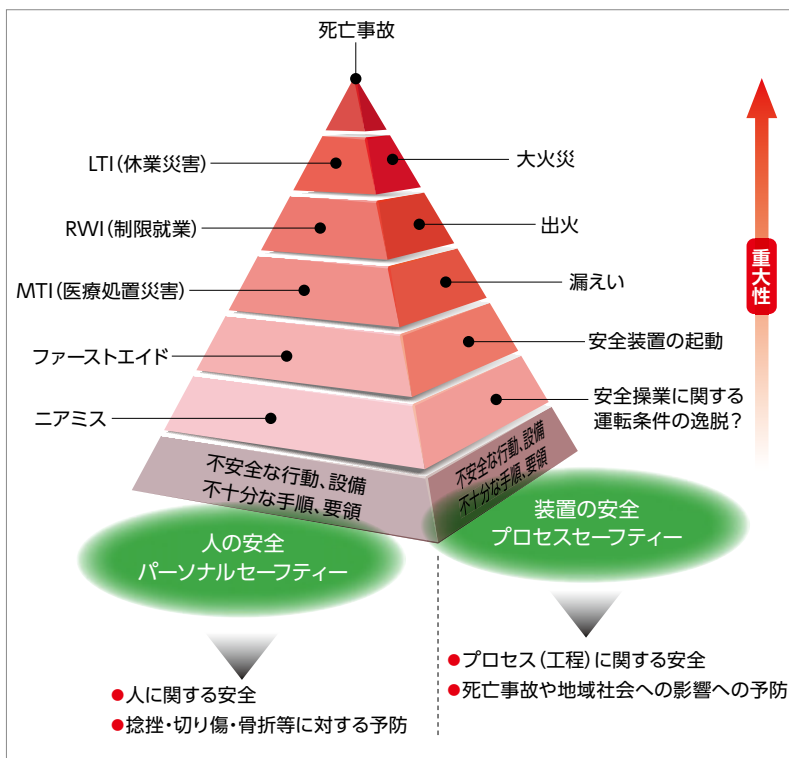 死亡事故
LTI(休業災害)
大火災
RWI(制限就業)
出火
MTI(医療処置災害)
漏えい
ファーストエイド
安全装置の起動
ニアミス
安全操業に関する
運転条件の逸脱?
重大性
不安全な行動、設備
不十分な手順、要領
不安全な行動、設備
不十分な手順、要領
人の安全
パーソナルセーフティー
装置の安全
プロセスセーフティー
●人に関する安全
●捻挫・切り傷・骨折等に対する予防
●プロセス(工程)に関する安全
●死亡事故や地域社会への影響への予防